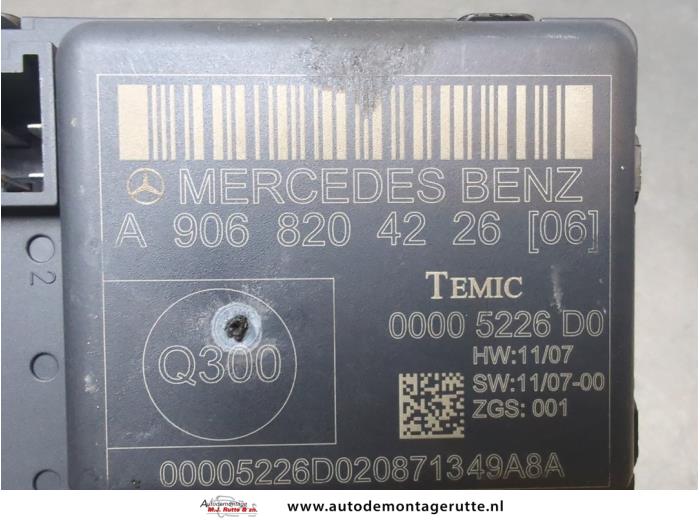 MERCEDES BENZ
A 906 820 42 26 [06]
TEMIC
0000 5226 D0
HW:11/07
SW:11/07-00
ZGS: 001
Q300
00005226D020871349A8A
2
Autodemontage
M.J. Rutte & zn.
www.autodemontagerutte.nl